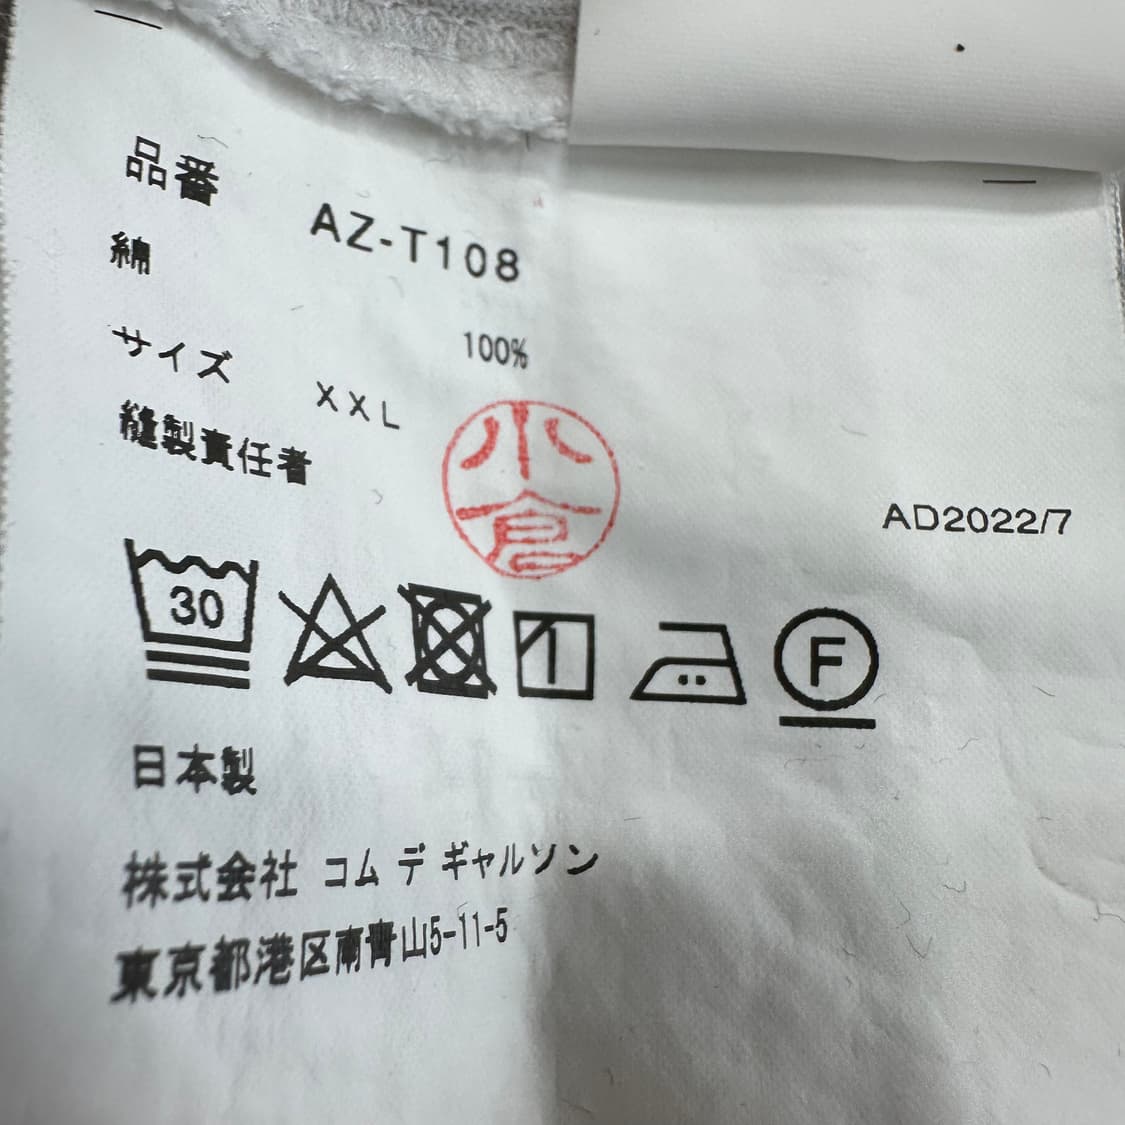 品番 AZ-T108
綿 100%
サイズ XXL
縫製責任者
小倉
AD2022/7
30
1
F
日本製
株式会社 コム デ ギャルソン
東京都港区南青山5-11-5